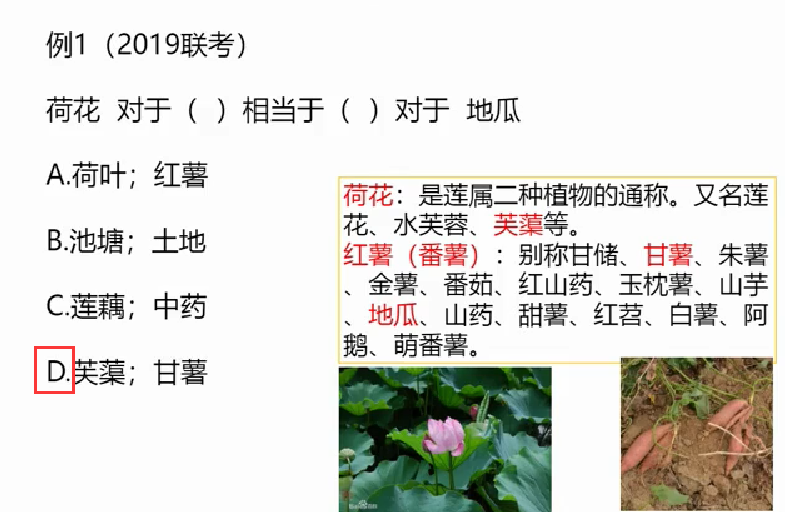 例1（2019联考）
荷花 对于（ ）相当于（ ）对于 地瓜
A.荷叶；红薯
B.池塘；土地
C.莲藕；中药
D.芙蕖；甘薯
荷花：是莲属二种植物的通称。又名莲
花、水芙蓉、芙蕖等。
红薯（番薯）：别称甘储、甘薯、朱薯
、金薯、番茹、红山药、玉枕薯、山芋
、地瓜、山药、甜薯、红苕、白薯、阿
鹅、萌番薯。
Bai百科